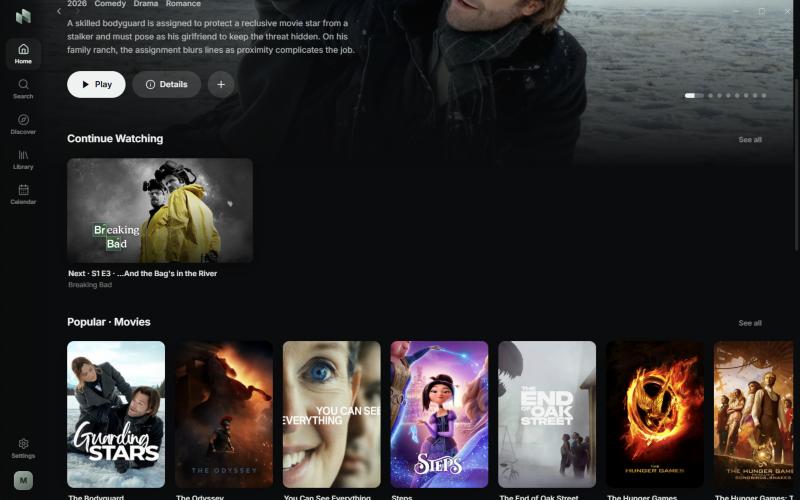 2026 Comedy Drama Romance
A skilled bodyguard is assigned to protect a reclusive movie star from a
stalker and must pose as his girlfriend to keep the threat hidden. On his
family ranch, the assignment blurs lines as proximity complicates the job.
Play
Details
Home
Search
Discover
Library
Calendar
Settings
M
Continue Watching
See all
Breaking
Bad
Next · S1 E3 · ...And the Bag's in the River
Breaking Bad
Popular · Movies
See all
Guarding
STARS
THE ODYSSEY
YOU CAN SEE
EVERYTHING
STEPS
THE
END
OF OAK
STREET
THE
HUNGER GAMES
THE
HUNGER GAMES
SONGBIRDS & SNAKES
The Bodyguard
The Odyssey
You Can See Everything
Steps
The End of Oak Street
The Hunger Games
The Hunger Games: T